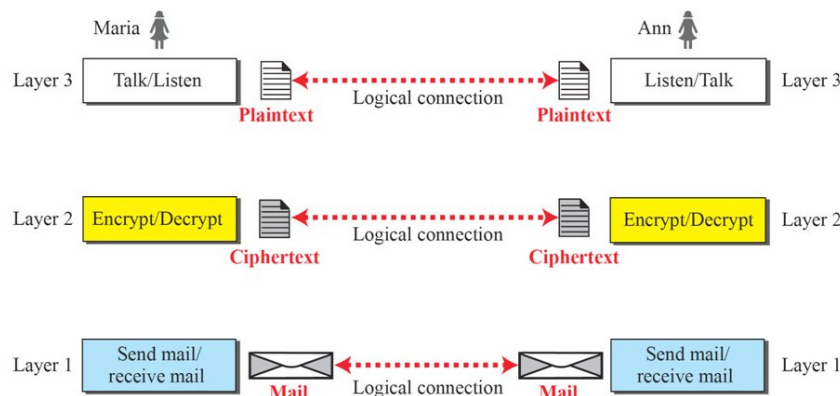 Maria
Ann
Layer 3
Talk/Listen
Logical connection
Listen/Talk
Layer 3
Plaintext
Plaintext
Layer 2
Encrypt/Decrypt
Logical connection
Encrypt/Decrypt
Layer 2
Ciphertext
Ciphertext
Layer 1
Send mail/
receive mail
Logical connection
Send mail/
receive mail
Layer 1
Mail
Mail